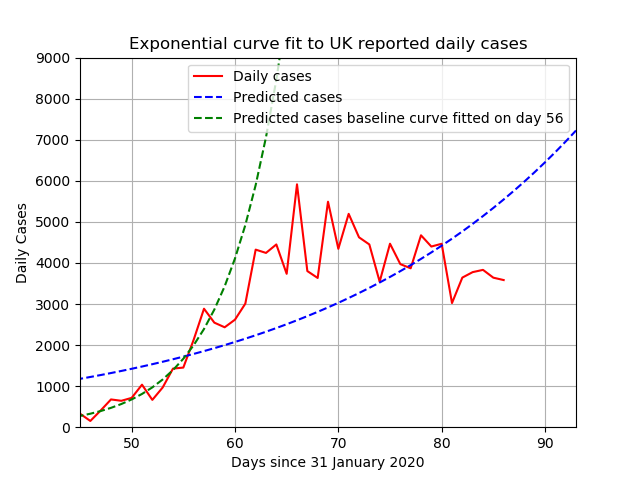 Exponential curve fit to UK reported daily cases
Daily cases
Predicted cases
Predicted cases baseline curve fitted on day 56
9000
8000
7000
6000
5000
4000
3000
2000
1000
0
Daily Cases
50 60 70 80 90
Days since 31 January 2020